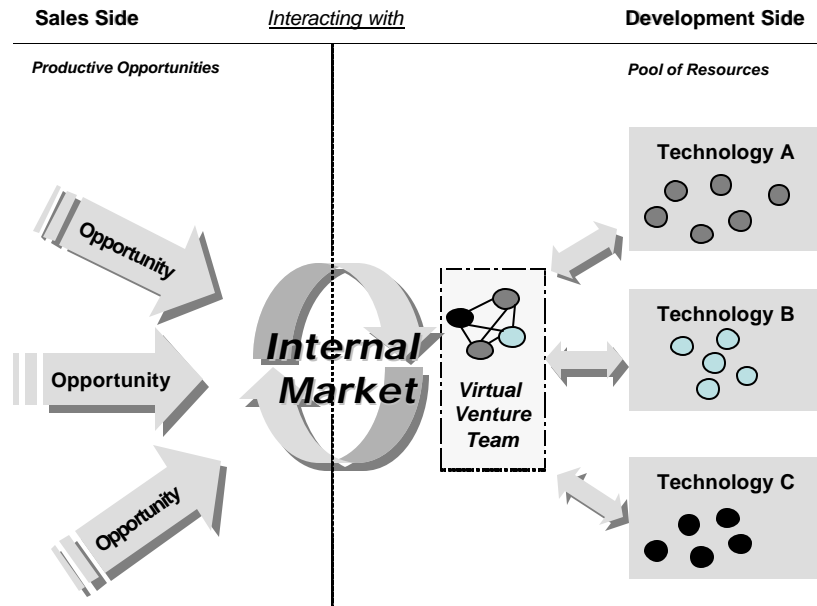 Sales Side
Interacting with
Development Side
Productive Opportunities
Pool of Resources
Opportunity
Opportunity
Opportunity
Internal
Market
Virtual
Venture
Team
Technology A
Technology B
Technology C